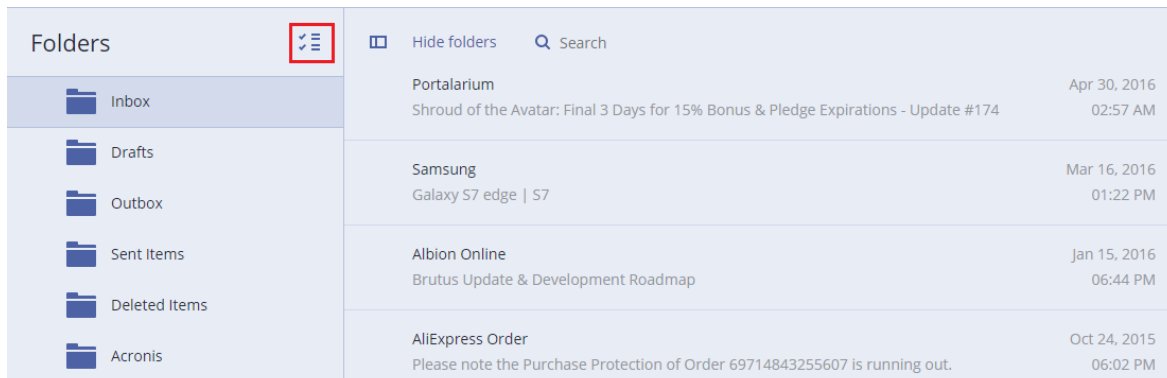 Folders
Inbox
Drafts
Outbox
Sent Items
Deleted Items
Acronis
Hide folders Search
Portalarium Apr 30, 2016
Shroud of the Avatar: Final 3 Days for 15% Bonus & Pledge Expirations - Update #174 02:57 AM
Samsung Mar 16, 2016
Galaxy S7 edge | S7 01:22 PM
Albion Online Jan 15, 2016
Brutus Update & Development Roadmap 06:44 PM
AliExpress Order Oct 24, 2015
Please note the Purchase Protection of Order 69714843255607 is running out. 06:02 PM